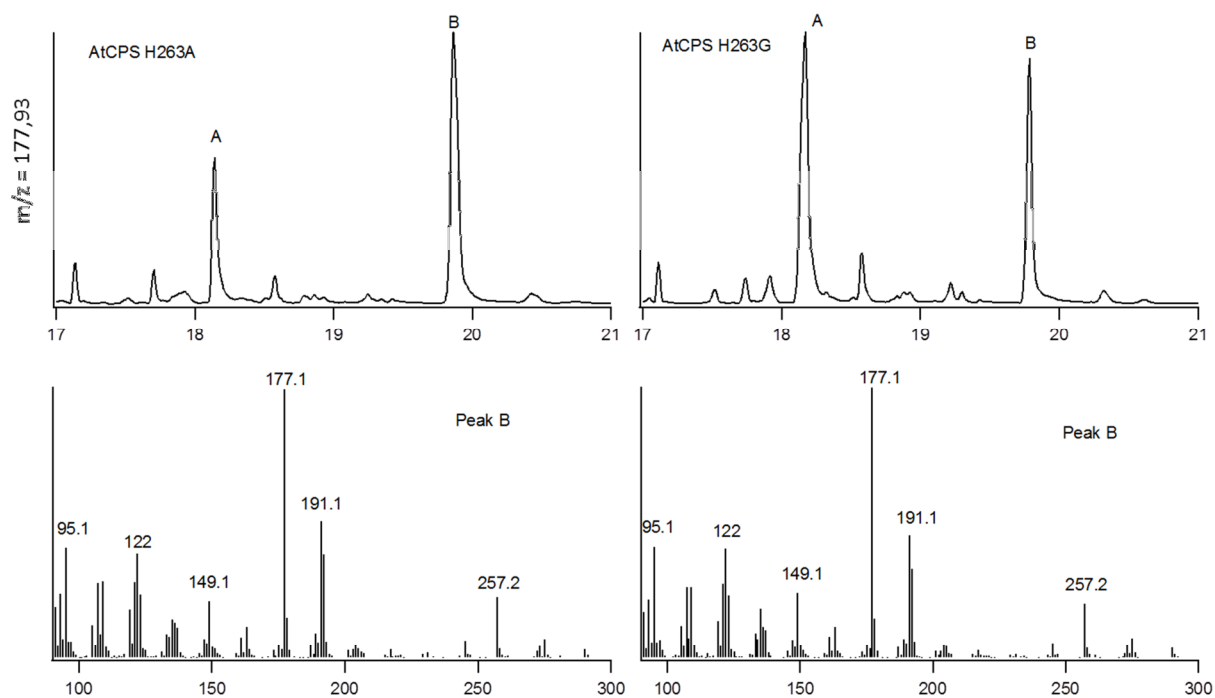 AtCPS H263A
A
B
m/z = 177,93
17 18 19 20 21
AtCPS H263G
A
B
17 18 19 20 21
Peak B
177.1
191.1
95.1
122
149.1
257.2
100 150 200 250 300
Peak B
177.1
191.1
95.1
122
149.1
257.2
100 150 200 250 300